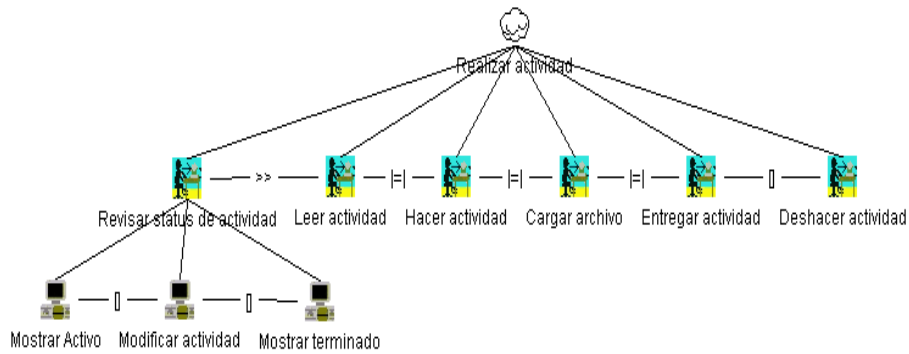 Realizar actividad
>> |=| |=| |=| []
Revisar status de actividad Leer actividad Hacer actividad Cargar archivo Entregar actividad Deshacer actividad
[] []
Mostrar Activo Modificar actividad Mostrar terminado